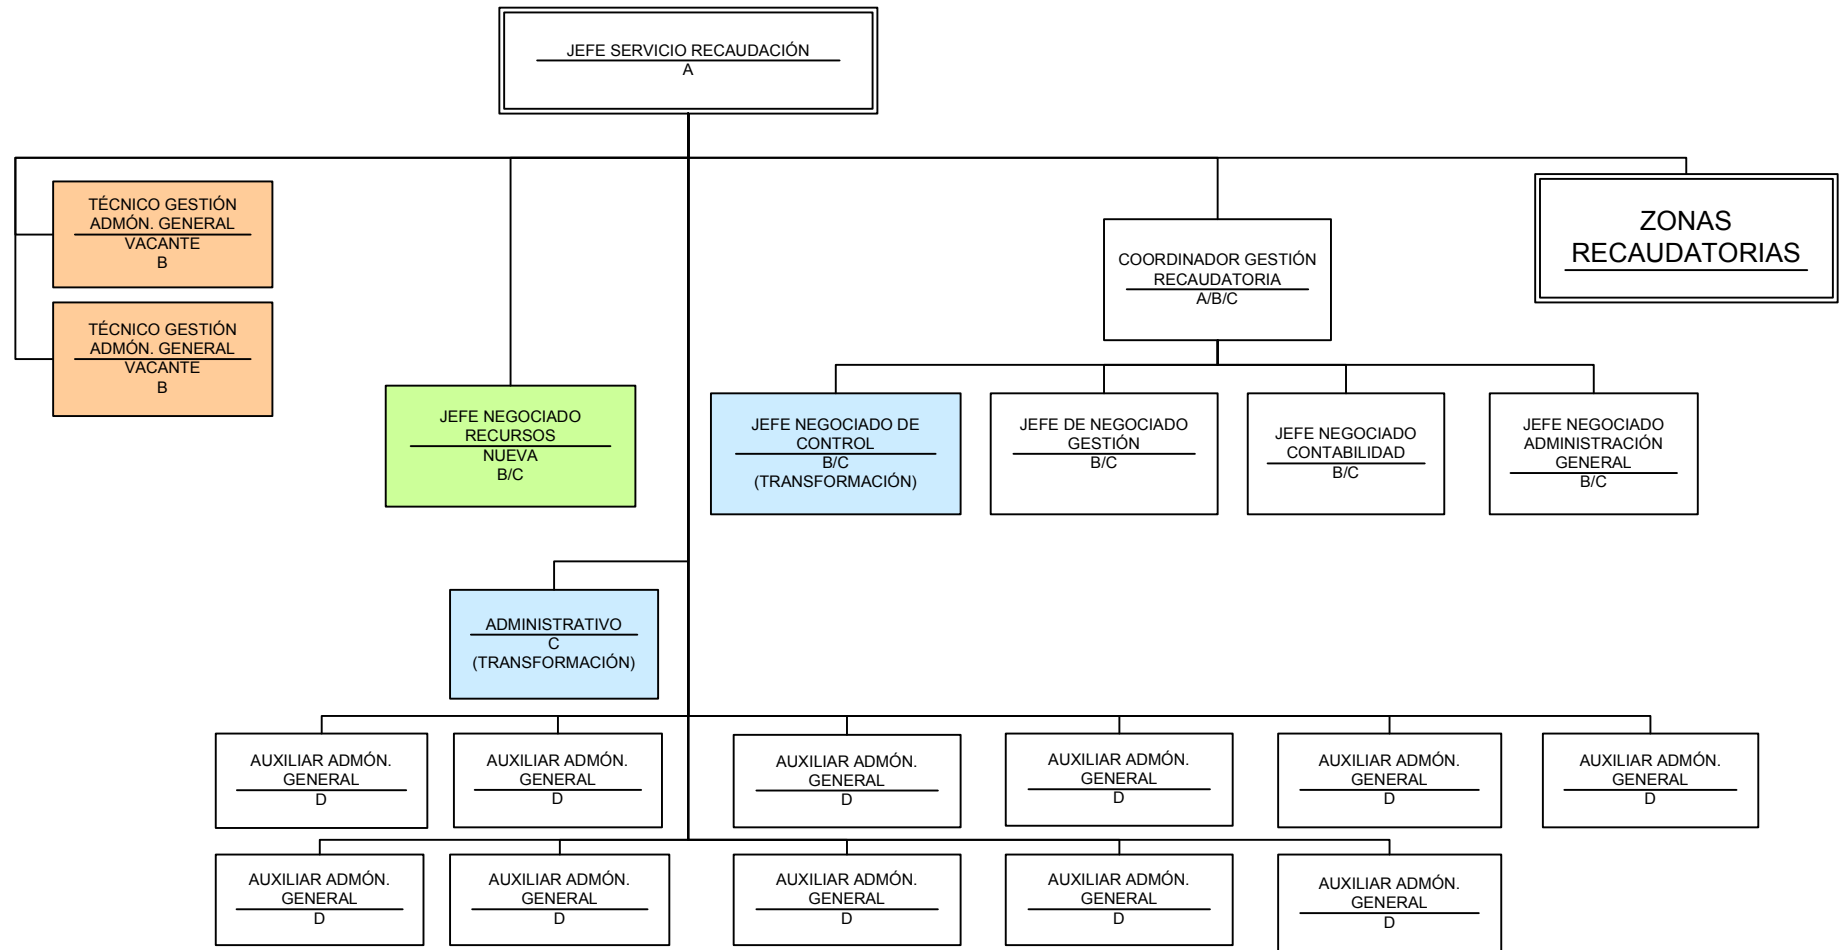 JEFE SERVICIO RECAUDACIÓN
A
TÉCNICO GESTIÓN
ADMÓN. GENERAL
VACANTE
B
TÉCNICO GESTIÓN
ADMÓN. GENERAL
VACANTE
B
ZONAS
RECAUDATORIAS
COORDINADOR GESTIÓN
RECAUDATORIA
A/B/C
JEFE NEGOCIADO
RECURSOS
NUEVA
B/C
JEFE NEGOCIADO DE
CONTROL
B/C
(TRANSFORMACIÓN)
JEFE DE NEGOCIADO
GESTIÓN
B/C
JEFE NEGOCIADO
CONTABILIDAD
B/C
JEFE NEGOCIADO
ADMINISTRACIÓN
GENERAL
B/C
ADMINISTRATIVO
C
(TRANSFORMACIÓN)
AUXILIAR ADMÓN.
GENERAL
D
AUXILIAR ADMÓN.
GENERAL
D
AUXILIAR ADMÓN.
GENERAL
D
AUXILIAR ADMÓN.
GENERAL
D
AUXILIAR ADMÓN.
GENERAL
D
AUXILIAR ADMÓN.
GENERAL
D
AUXILIAR ADMÓN.
GENERAL
D
AUXILIAR ADMÓN.
GENERAL
D
AUXILIAR ADMÓN.
GENERAL
D
AUXILIAR ADMÓN.
GENERAL
D
AUXILIAR ADMÓN.
GENERAL
D